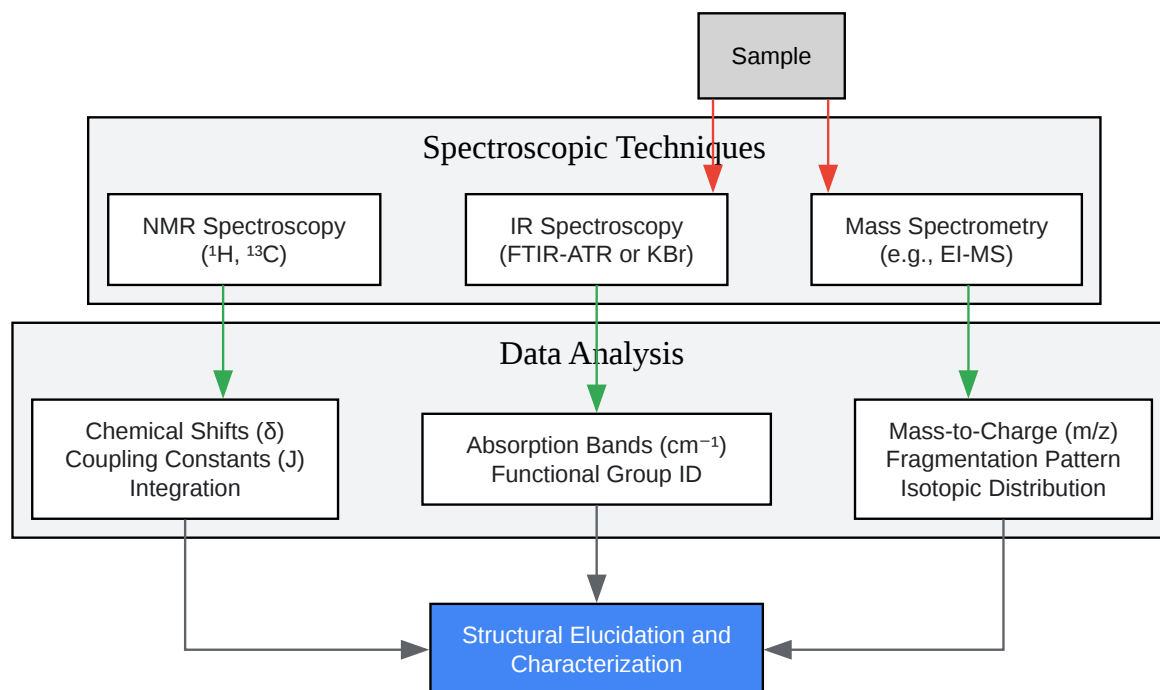 Sample
Spectroscopic Techniques
NMR Spectroscopy
(¹H, ¹³C)
IR Spectroscopy
(FTIR-ATR or KBr)
Mass Spectrometry
(e.g., EI-MS)
Data Analysis
Chemical Shifts (δ)
Coupling Constants (J)
Integration
Absorption Bands (cm⁻¹)
Functional Group ID
Mass-to-Charge (m/z)
Fragmentation Pattern
Isotopic Distribution
Structural Elucidation and
Characterization